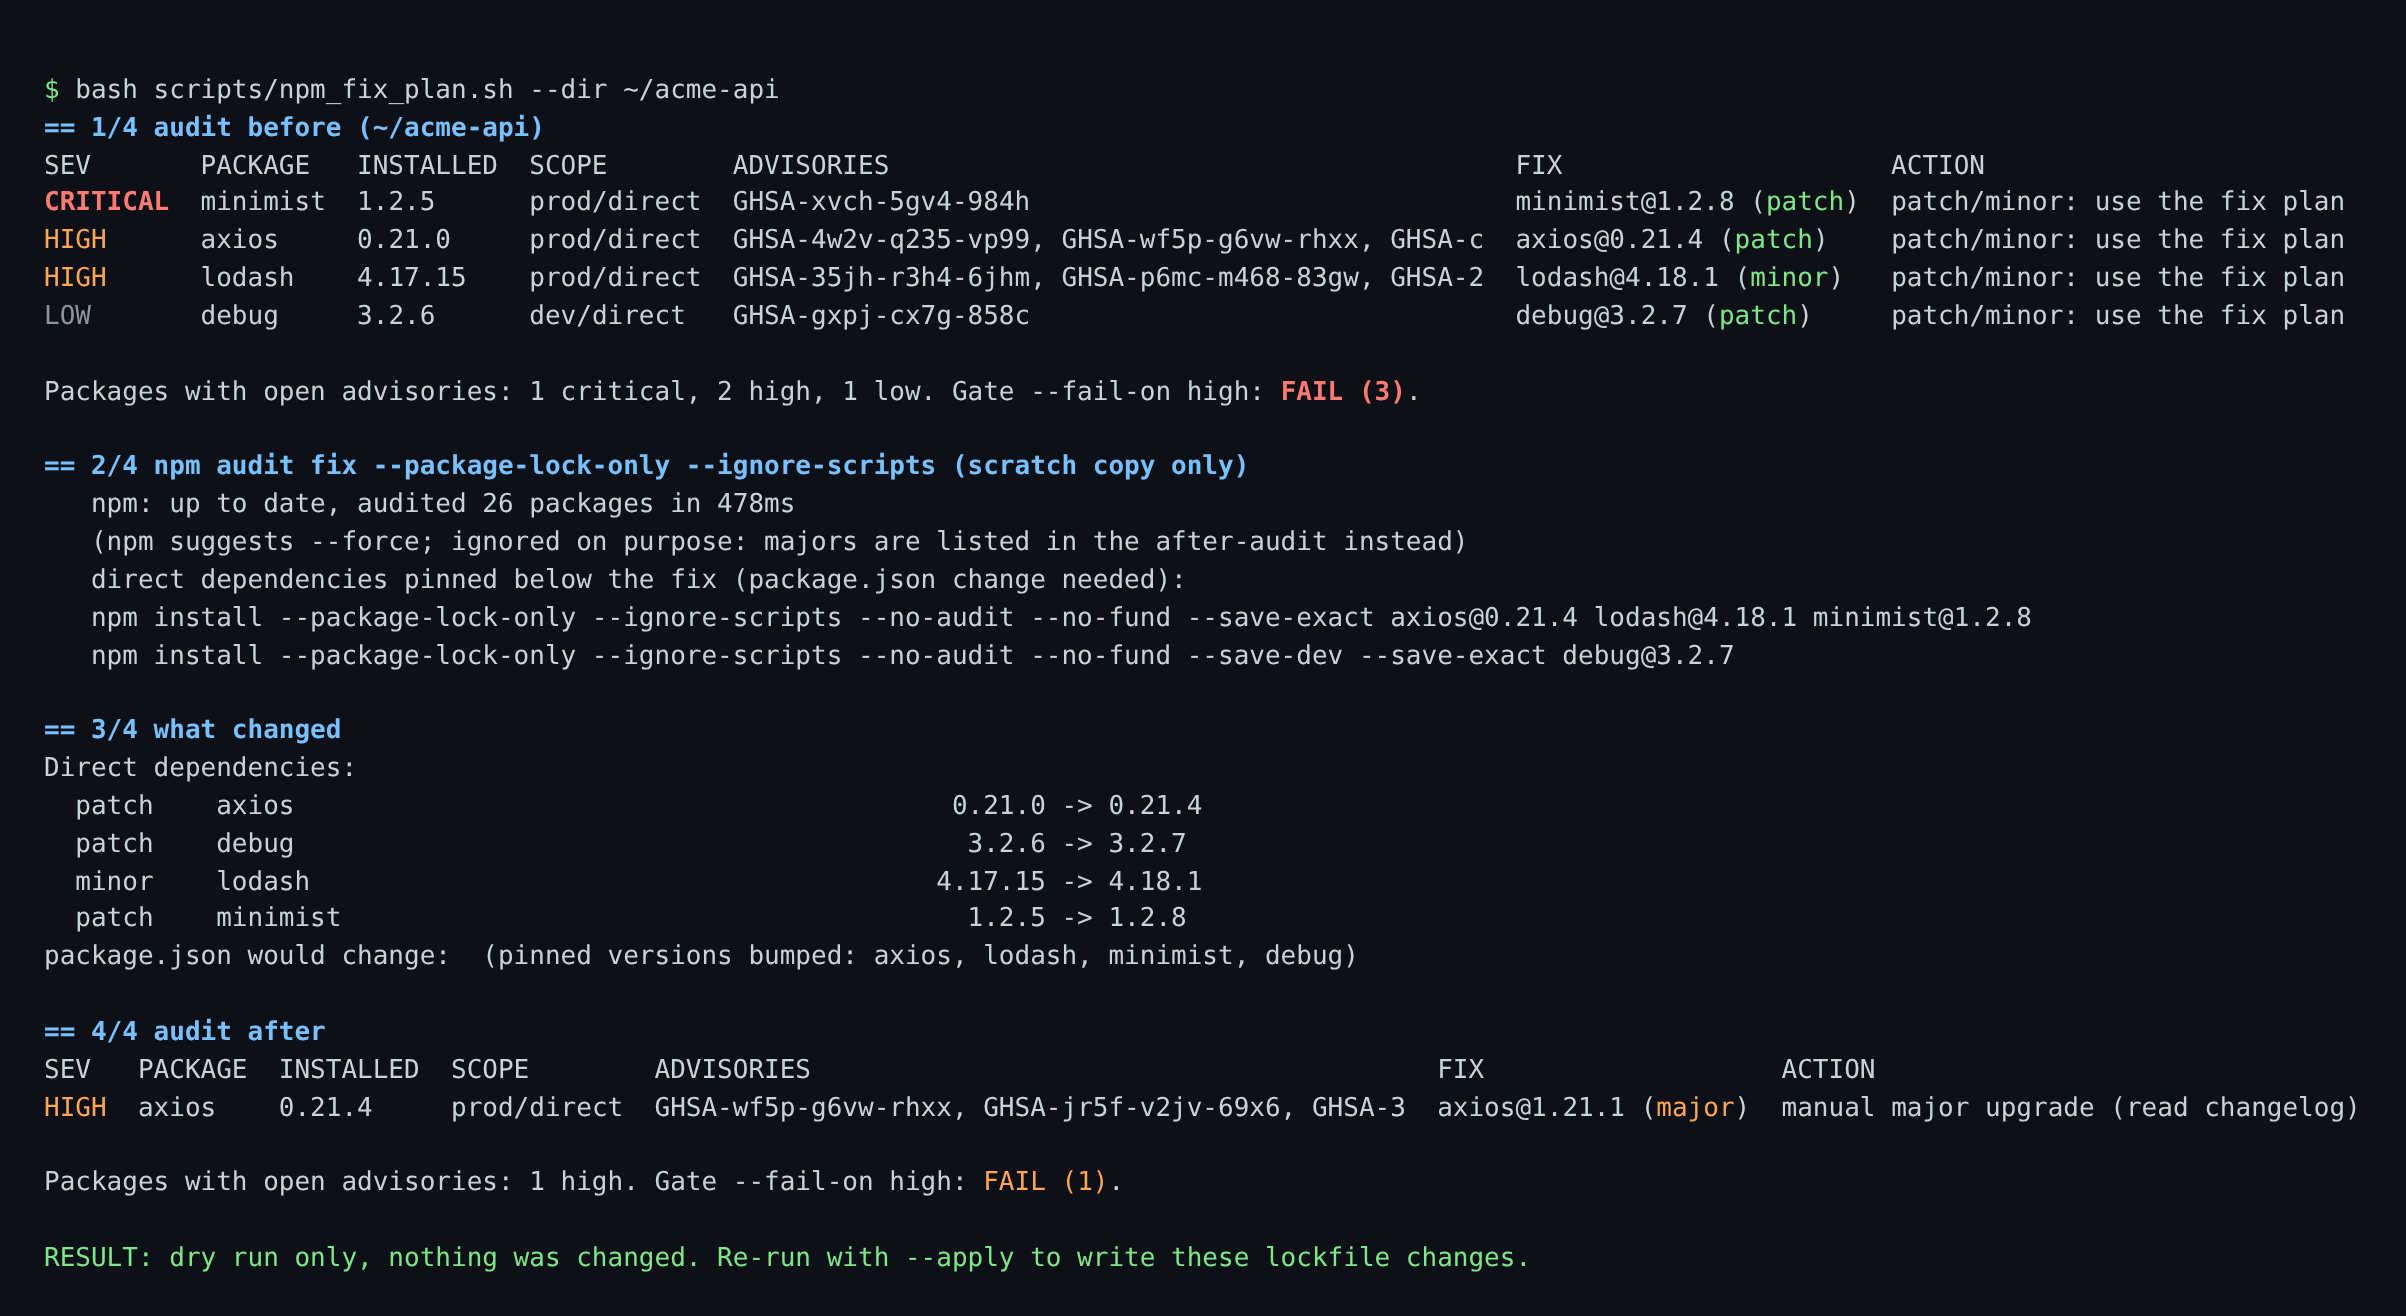 $ bash scripts/npm_fix_plan.sh --dir ~/acme-api
== 1/4 audit before (~/acme-api)
SEV       PACKAGE   INSTALLED  SCOPE        ADVISORIES                                        FIX                     ACTION
CRITICAL  minimist  1.2.5      prod/direct  GHSA-xvch-5gv4-984h                               minimist@1.2.8 (patch)  patch/minor: use the fix plan
HIGH      axios     0.21.0     prod/direct  GHSA-4w2v-q235-vp99, GHSA-wf5p-g6vw-rhxx, GHSA-c  axios@0.21.4 (patch)    patch/minor: use the fix plan
HIGH      lodash    4.17.15    prod/direct  GHSA-35jh-r3h4-6jhm, GHSA-p6mc-m468-83gw, GHSA-2  lodash@4.18.1 (minor)   patch/minor: use the fix plan
LOW       debug     3.2.6      dev/direct   GHSA-gxpj-cx7g-858c                               debug@3.2.7 (patch)     patch/minor: use the fix plan
Packages with open advisories: 1 critical, 2 high, 1 low. Gate --fail-on high: FAIL (3).
== 2/4 npm audit fix --package-lock-only --ignore-scripts (scratch copy only)
   npm: up to date, audited 26 packages in 478ms
   (npm suggests --force; ignored on purpose: majors are listed in the after-audit instead)
   direct dependencies pinned below the fix (package.json change needed):
   npm install --package-lock-only --ignore-scripts --no-audit --no-fund --save-exact axios@0.21.4 lodash@4.18.1 minimist@1.2.8
   npm install --package-lock-only --ignore-scripts --no-audit --no-fund --save-dev --save-exact debug@3.2.7
== 3/4 what changed
Direct dependencies:
  patch    axios                                          0.21.0 -> 0.21.4
  patch    debug                                           3.2.6 -> 3.2.7
  minor    lodash                                        4.17.15 -> 4.18.1
  patch    minimist                                        1.2.5 -> 1.2.8
package.json would change:  (pinned versions bumped: axios, lodash, minimist, debug)
== 4/4 audit after
SEV   PACKAGE  INSTALLED  SCOPE        ADVISORIES                                        FIX                   ACTION
HIGH  axios    0.21.4     prod/direct  GHSA-wf5p-g6vw-rhxx, GHSA-jr5f-v2jv-69x6, GHSA-3  axios@1.21.1 (major)  manual major upgrade (read changelog)
Packages with open advisories: 1 high. Gate --fail-on high: FAIL (1).
RESULT: dry run only, nothing was changed. Re-run with --apply to write these lockfile changes.